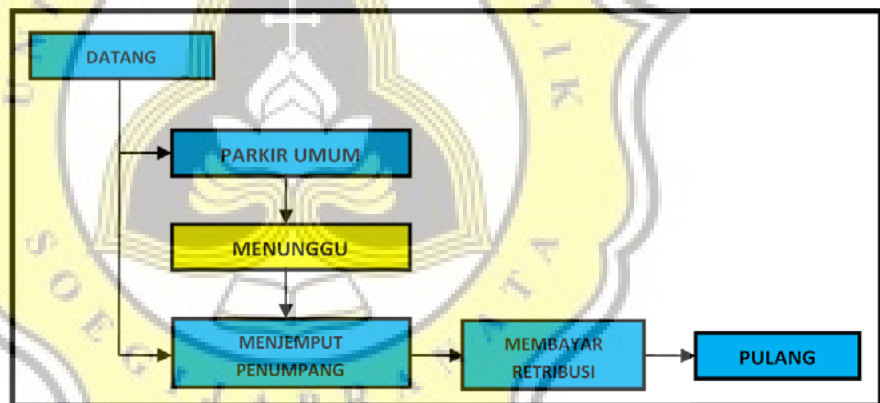 DATANG
PARKIR UMUM
MENUNGGU
MENJEMPUT
PENUMPANG
MEMBAYAR
RETRIBUSI
PULANG